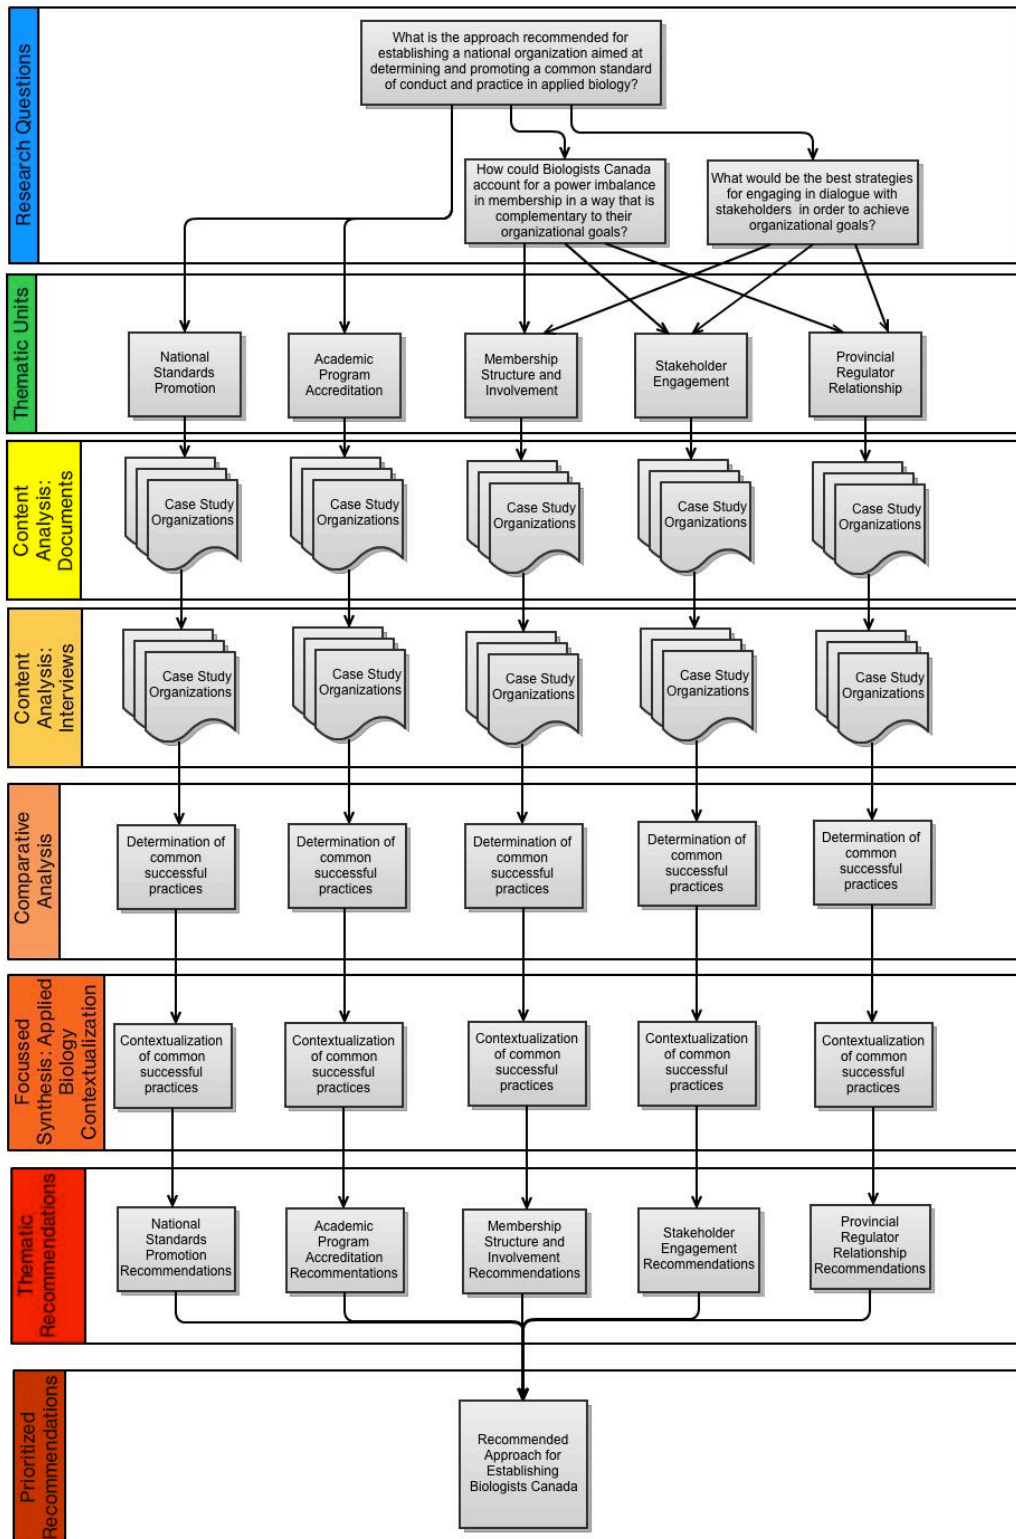 Research Questions
What is the approach recommended for
establishing a national organization aimed at
determining and promoting a common standard
of conduct and practice in applied biology?
How could Biologists Canada
account for a power imbalance
in membership in a way that is
complementary to their
organizational goals?
What would be the best strategies
for engaging in dialogue with
stakeholders in order to achieve
organizational goals?
Thematic Units
National
Standards
Promotion
Academic
Program
Accreditation
Membership
Structure and
Involvement
Stakeholder
Engagement
Provincial
Regulator
Relationship
Content
Analysis:
Documents
Case Study
Organizations
Case Study
Organizations
Case Study
Organizations
Case Study
Organizations
Case Study
Organizations
Content
Analysis:
Interviews
Case Study
Organizations
Case Study
Organizations
Case Study
Organizations
Case Study
Organizations
Case Study
Organizations
Comparative
Analysis
Determination of
common
successful
practices
Determination of
common
successful
practices
Determination of
common
successful
practices
Determination of
common
successful
practices
Determination of
common
successful
practices
Focussed
Synthesis: Applied
Biology
Contextualization
Contextualization
of common
successful
practices
Contextualization
of common
successful
practices
Contextualization
of common
successful
practices
Contextualization
of common
successful
practices
Contextualization
of common
successful
practices
Thematic
Recommendations
National
Standards
Promotion
Recommendations
Academic
Program
Accreditation
Recommentations
Membership
Structure and
Involvement
Recommendations
Stakeholder
Engagement
Recommendations
Provincial
Regulator
Relationship
Recommendations
Prioritized
Recommendations
Recommended
Approach for
Establishing
Biologists Canada